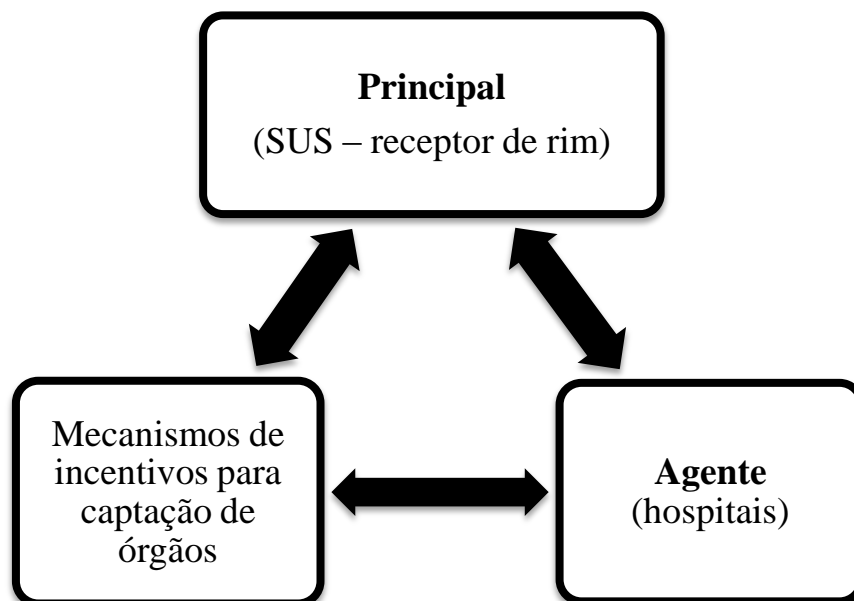 Principal
(SUS – receptor de rim)
Mecanismos de
incentivos para
captação de
órgãos
Agente
(hospitais)